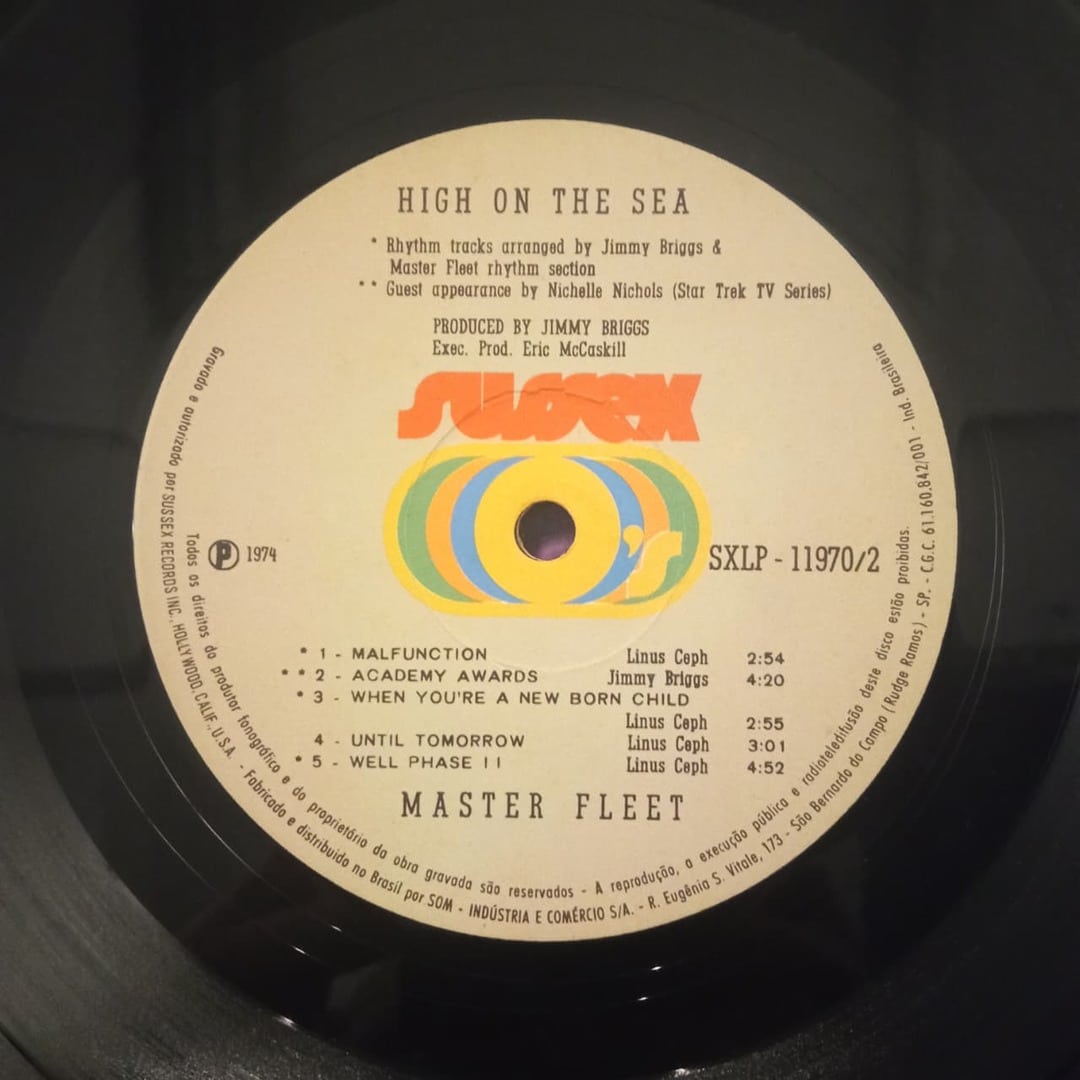 HIGH ON THE SEA
* Rhythm tracks arranged by Jimmy Briggs &
Master Fleet rhythm section
** Guest appearance by Nichelle Nichols (Star Trek TV Series)
PRODUCED BY JIMMY BRIGGS
Exec. Prod. Eric McCaskill
sussex
's
P 1974
SXLP - 11970/2
* 1 - MALFUNCTION Linus Ceph 2:54
** 2 - ACADEMY AWARDS Jimmy Briggs 4:20
* 3 - WHEN YOU'RE A NEW BORN CHILD
Linus Ceph 2:55
4 - UNTIL TOMORROW Linus Ceph 3:01
* 5 - WELL PHASE II Linus Ceph 4:52
MASTER FLEET
Todos os direitos do produtor fonográfico e do proprietário da obra gravada são reservados - A reprodução, a execução pública e radioteledifusão deste disco estão proibidas.
Gravado e autorizado por SUSSEX RECORDS INC., HOLLYWOOD, CALIF., U.S.A. - Fabricado e distribuido no Brasil por SOM - INDÚSTRIA E COMÉRCIO S/A. - R. Eugênia S. Vitale, 173 - São Bernardo do Campo (Rudge Ramos) - SP. - C.G.C. 61.160.842/001 - Ind. Brasileira